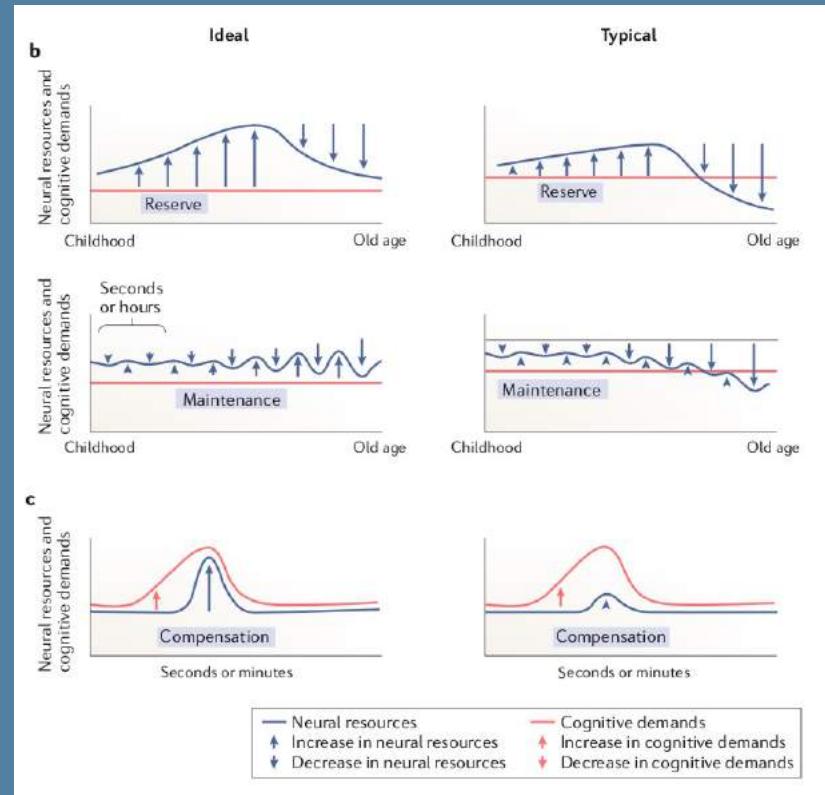 Ideal
Typical
b
Neural resources and
cognitive demands
Reserve
Childhood
Old age
Reserve
Childhood
Old age
Neural resources and
cognitive demands
Seconds
or hours
Maintenance
Childhood
Old age
Maintenance
Childhood
Old age
c
Neural resources and
cognitive demands
Compensation
Seconds or minutes
Compensation
Seconds or minutes
Neural resources
Increase in neural resources
Decrease in neural resources
Cognitive demands
Increase in cognitive demands
Decrease in cognitive demands